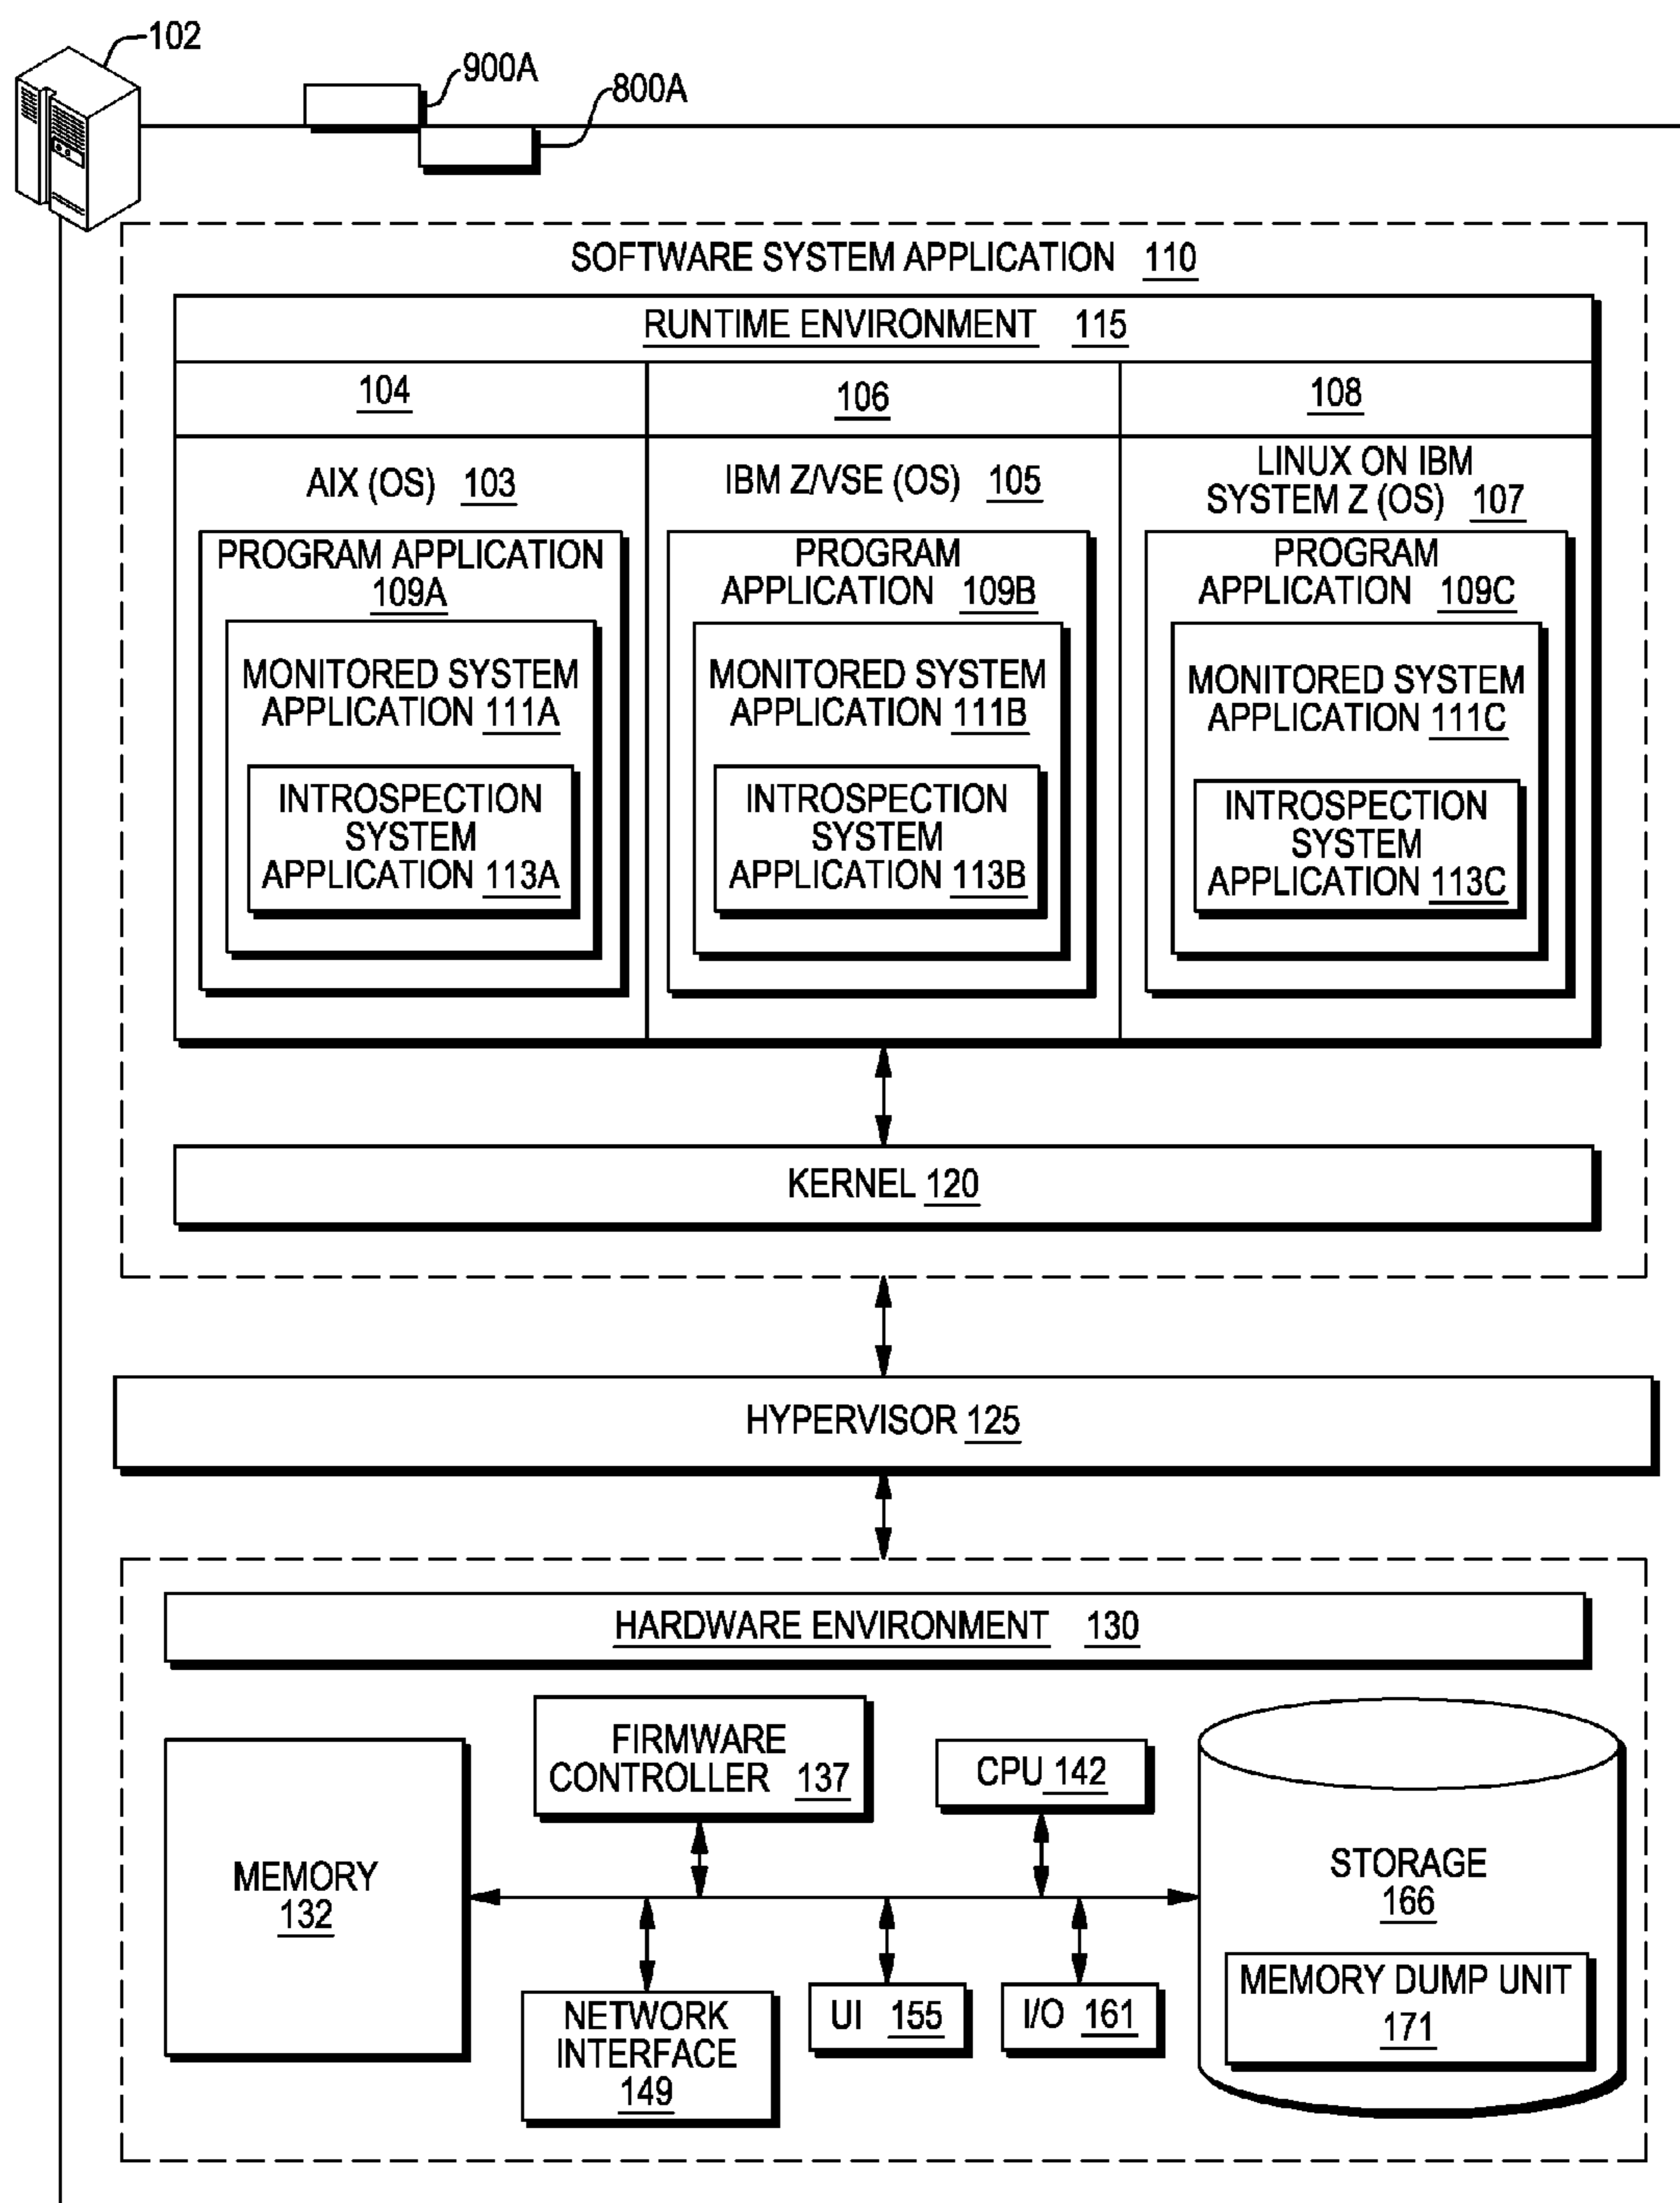 102
900A
800A
SOFTWARE SYSTEM APPLICATION 110
RUNTIME ENVIRONMENT 115
104
106
108
AIX (OS) 103
PROGRAM APPLICATION
109A
MONITORED SYSTEM
APPLICATION 111A
INTROSPECTION
SYSTEM
APPLICATION 113A
IBM Z/VSE (OS) 105
PROGRAM
APPLICATION 109B
MONITORED SYSTEM
APPLICATION 111B
INTROSPECTION
SYSTEM
APPLICATION 113B
LINUX ON IBM
SYSTEM Z (OS) 107
PROGRAM
APPLICATION 109C
MONITORED SYSTEM
APPLICATION 111C
INTROSPECTION
SYSTEM
APPLICATION 113C
KERNEL 120
HYPERVISOR 125
HARDWARE ENVIRONMENT 130
MEMORY
132
FIRMWARE
CONTROLLER 137
CPU 142
NETWORK
INTERFACE
149
UI 155
I/O 161
STORAGE
166
MEMORY DUMP UNIT
171